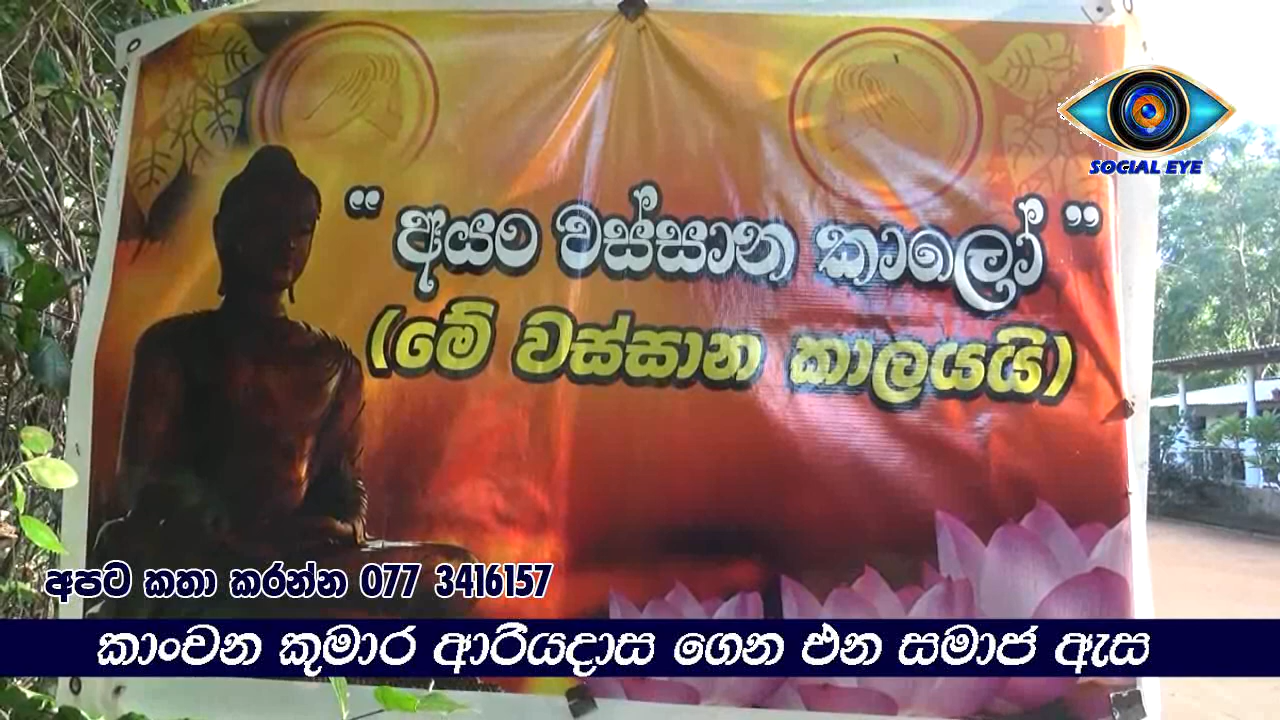 SOCIAL EYE
“ අයං වස්සාන කාලෝ ”
(මේ වස්සාන කාලයයි)
අපට කතා කරන්න 077 3416157
කාංචන කුමාර ආරියදාස ගෙන එන සමාජ ඇස